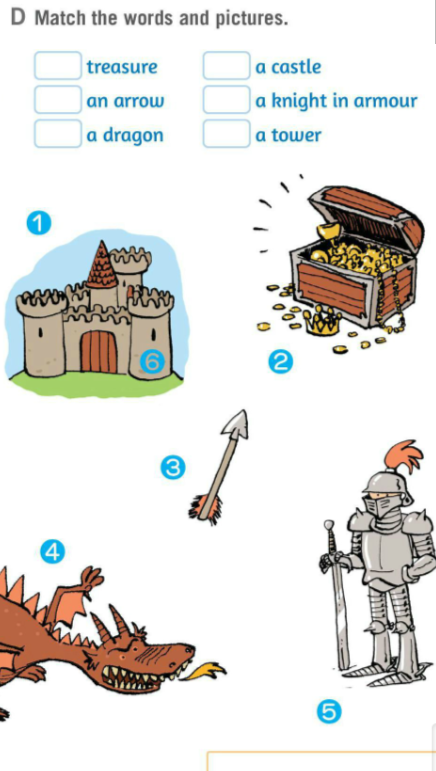 D Match the words and pictures.
treasure
a castle
an arrow
a knight in armour
a dragon
a tower
1
2
6
3
4
5